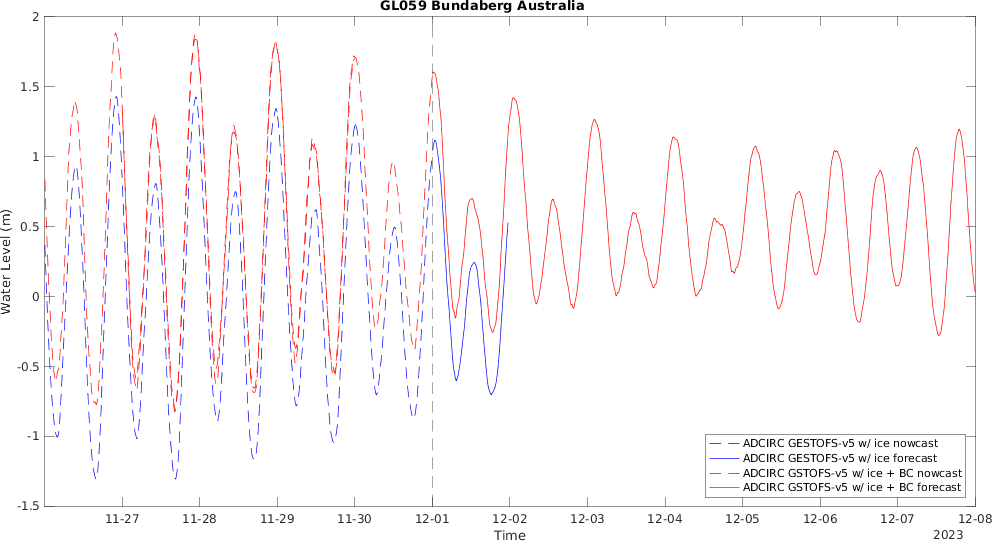 GL059 Bundaberg Australia
2
1.5
1
0.5
0
-0.5
-1
-1.5
Water Level (m)
ADCIRC GESTOFS-v5 w/ ice nowcast
ADCIRC GESTOFS-v5 w/ ice forecast
ADCIRC GSTOFS-v5 w/ ice + BC nowcast
ADCIRC GSTOFS-v5 w/ ice + BC forecast
11-27 11-28 11-29 11-30 12-01 12-02 12-03 12-04 12-05 12-06 12-07 12-08
Time
2023